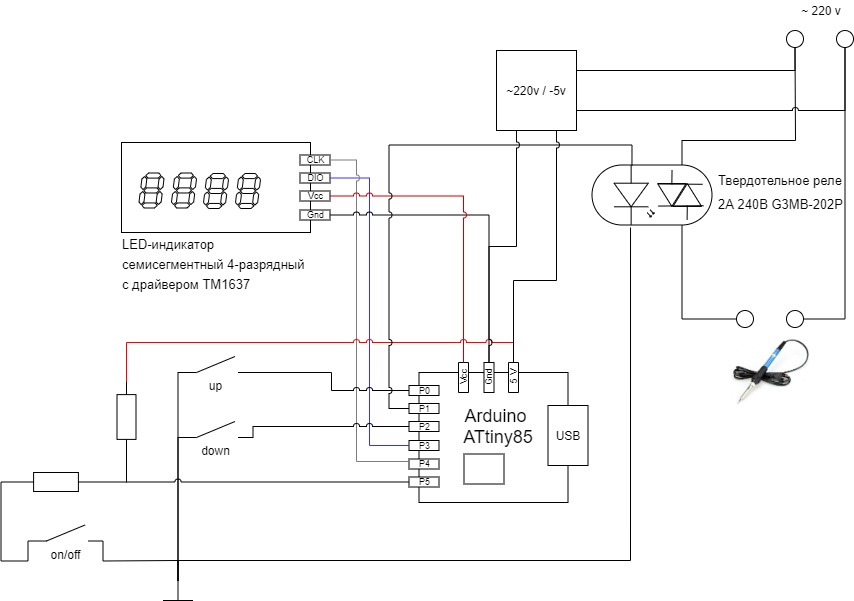 ~ 220 v
~220v / -5v
CLK
DIO
Vcc
Gnd
Твердотельное реле
2A 240В G3MB-202P
LED-индикатор
семисегментный 4-разрядный
с драйвером TM1637
Vcc
Gnd
5 V
up
P0
P1
Arduino
ATtiny85
P2
down
USB
P3
P4
P5
on/off